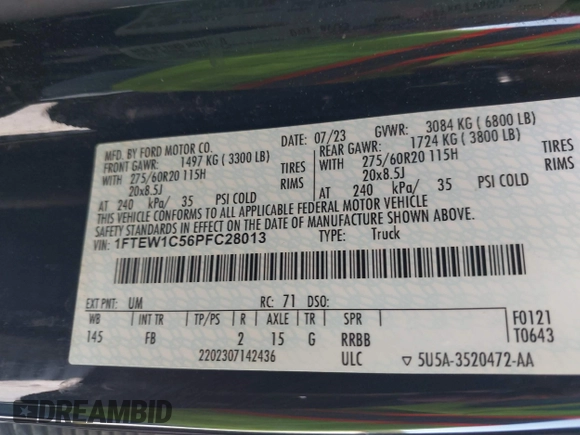 MFD. BY FORD MOTOR CO.
DATE: 07/23 GVWR: 3084 KG ( 6800 LB)
FRONT GAWR: 1497 KG ( 3300 LB)
REAR GAWR: 1724 KG ( 3800 LB)
WITH 275/60R20 115H TIRES
WITH 275/60R20 115H TIRES
20x8.5J RIMS
20x8.5J RIMS
AT 240 kPa/ 35 PSI COLD
AT 240 kPa/ 35 PSI COLD
THIS VEHICLE CONFORMS TO ALL APPLICABLE FEDERAL MOTOR VEHICLE
SAFETY STANDARDS IN EFFECT ON THE DATE OF MANUFACTURE SHOWN ABOVE.
VIN: 1FTEW1C56PFC28013 TYPE: Truck
EXT PNT: UM RC: 71 DSO:
WB INT TR TP/PS R AXLE TR SPR
145 FB 2 15 G RRBB
F0121
T0643
2202307142436 ULC ▽ 5U5A-3520472-AA
DREAMBID